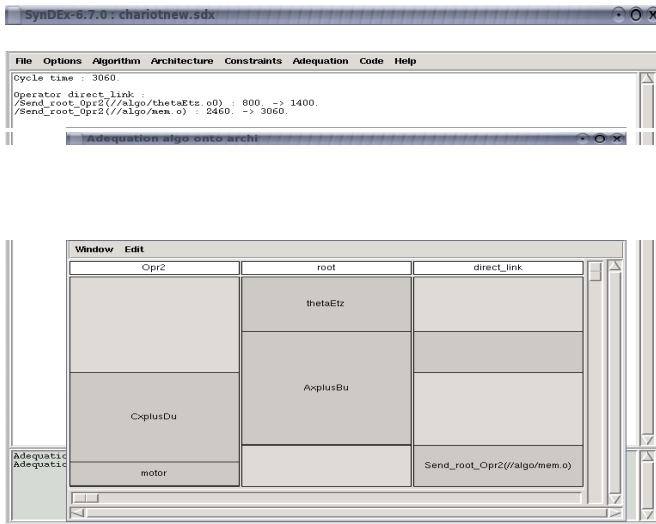 SynDEx-6.7.0 : chariotnew.sdx
File Options Algorithm Architecture Constraints Adequation Code Help
Cycle time : 3060.
Operator direct_link :
/Send_root_Opr2(//algo/thetaEtz.o0) : 800. -> 1400.
/Send_root_Opr2(//algo/mem.o) : 2460. -> 3060.
Adequation algo onto archi
Window Edit
Opr2 root direct_link
thetaEtz
AxplusBu
CxplusDu
Send_root_Opr2(//algo/mem.o)
motor
Adequatic
Adequatic